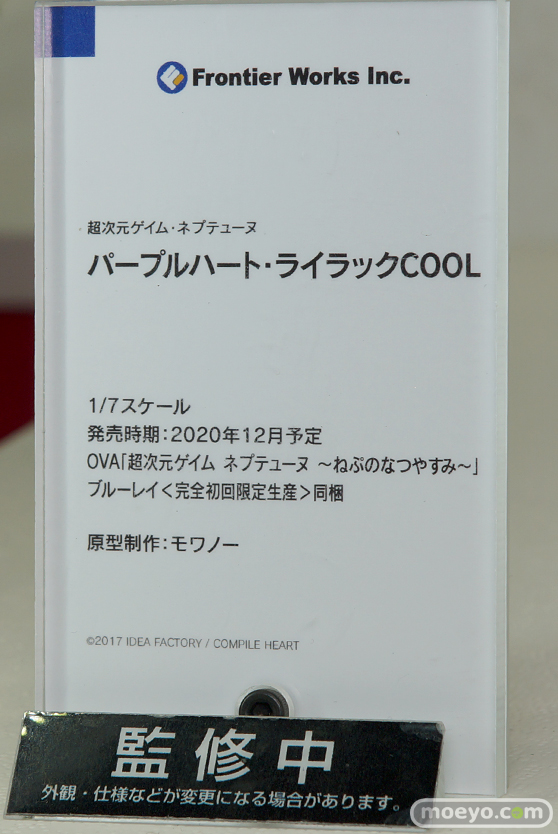 Frontier Works Inc.
超次元ゲイム・ネプテューヌ
パープルハート・ライラックCOOL
1/7スケール
発売時期：2020年12月予定
OVA「超次元ゲイム ネプテューヌ ～ねぷのなつやすみ～」
ブルーレイ＜完全初回限定生産＞同梱
原型制作：モワノー
©2017 IDEA FACTORY / COMPILE HEART
監修中
外観・仕様などが変更になる場合があります。
moeyo.com